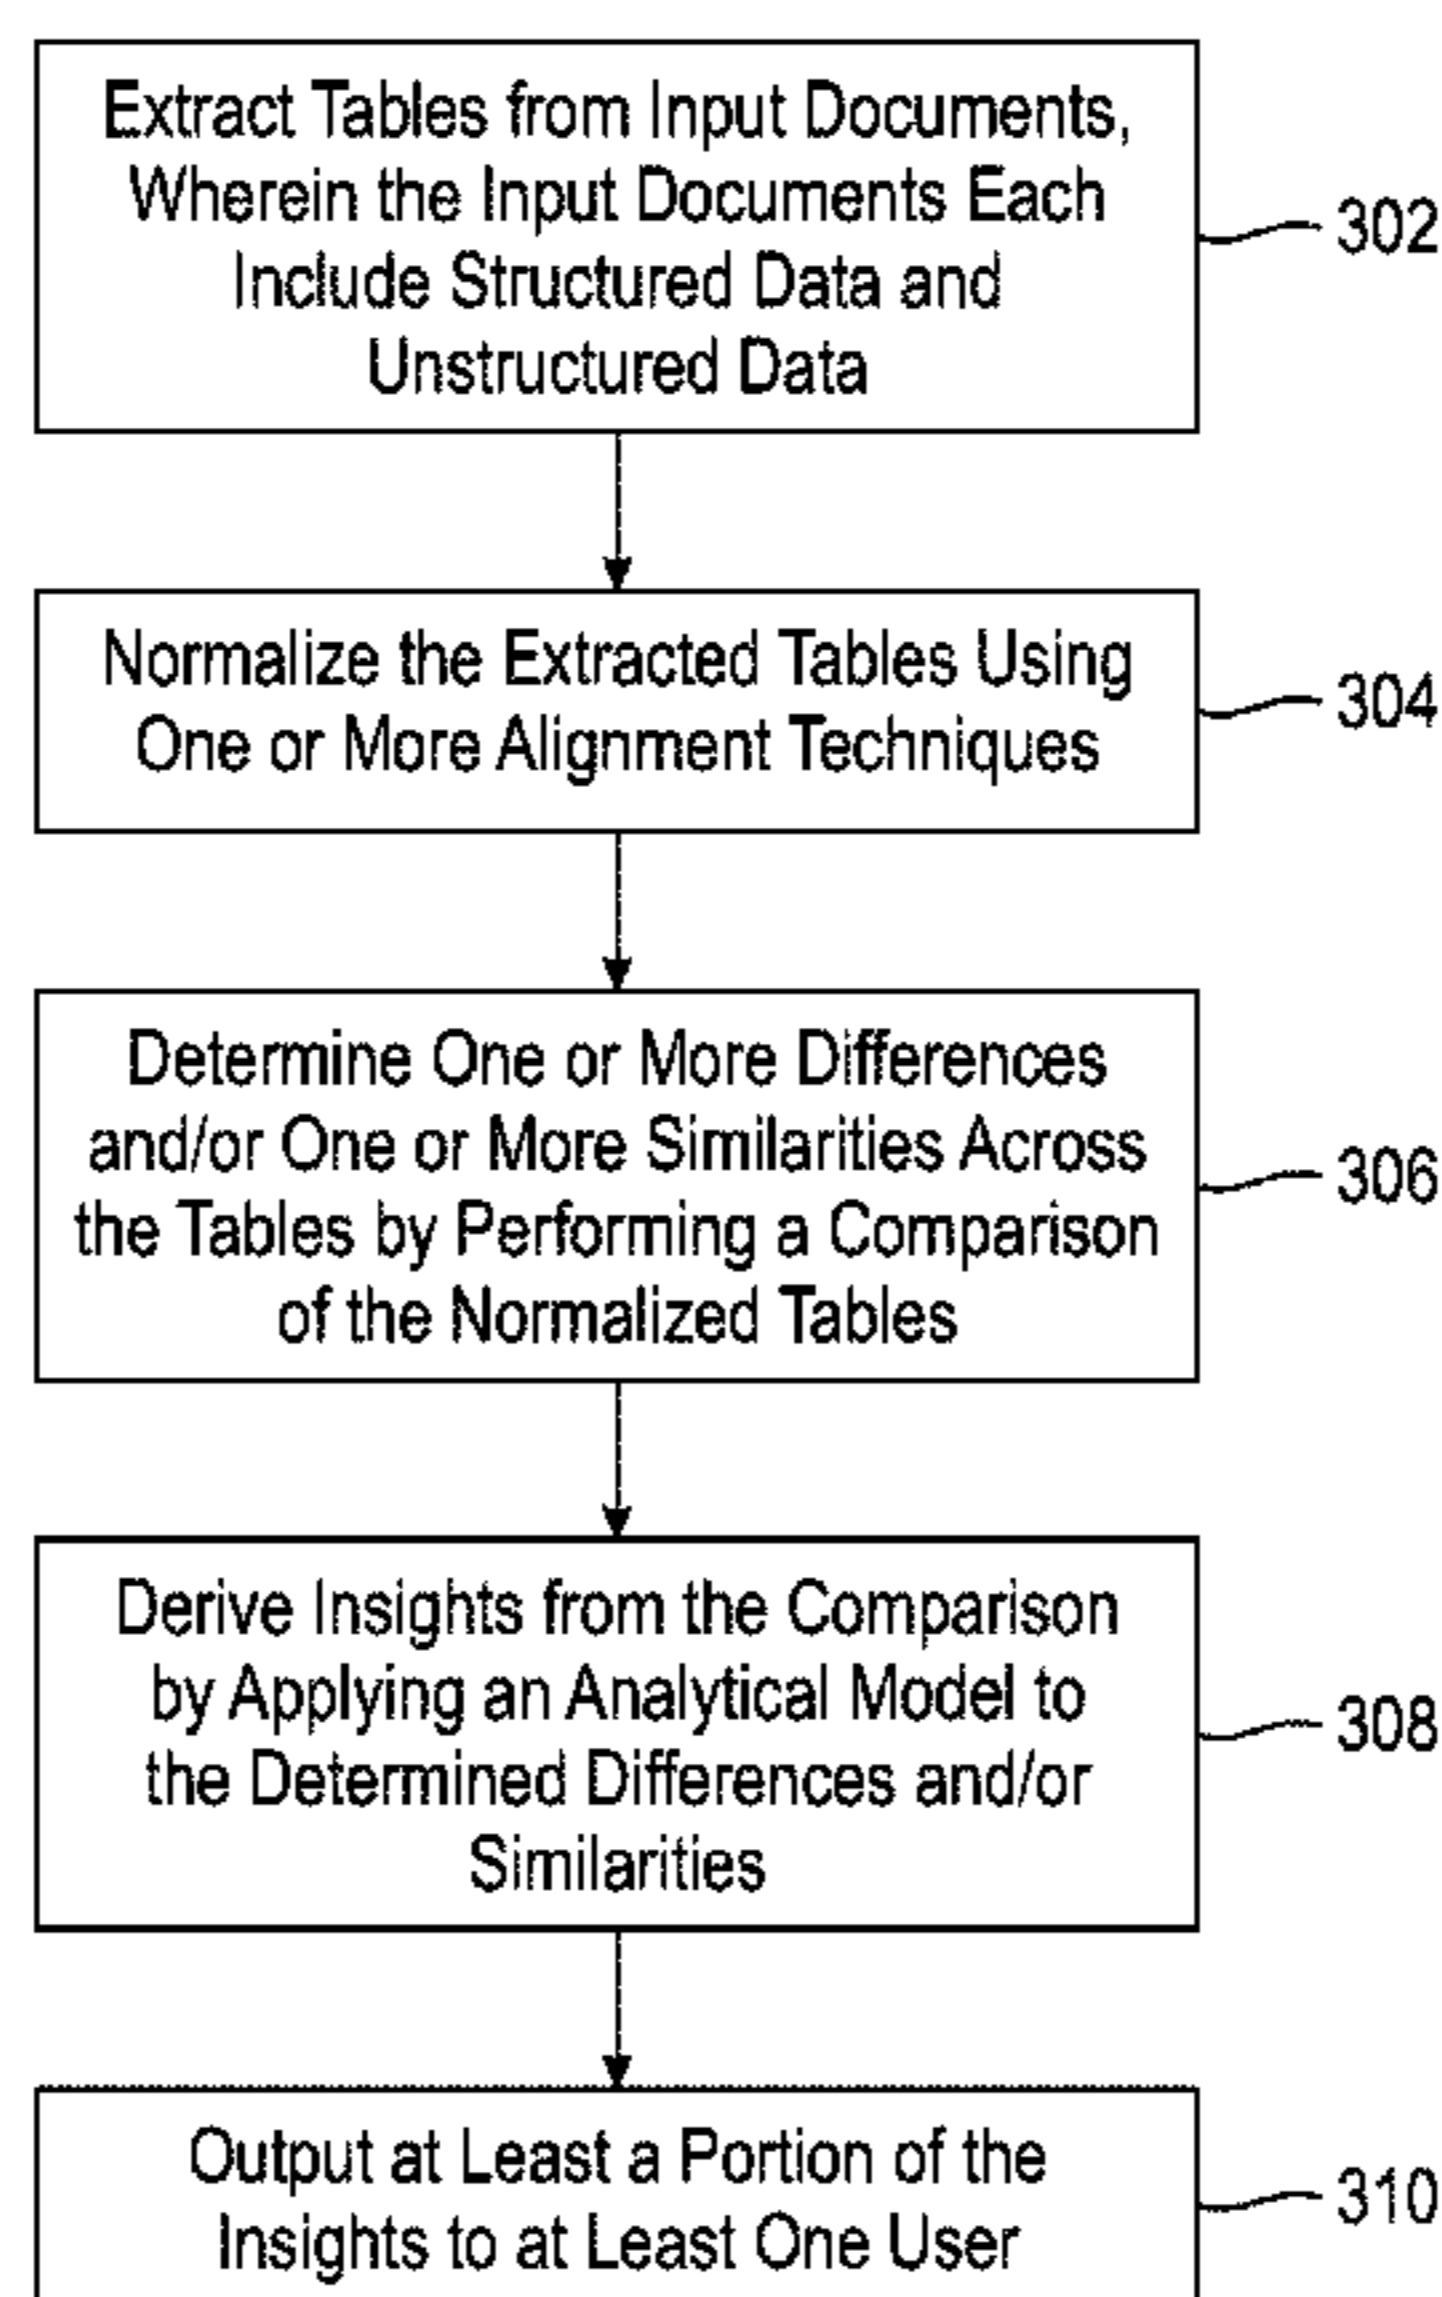 Extract Tables from Input Documents,
Wherein the Input Documents Each
Include Structured Data and
Unstructured Data
302
Normalize the Extracted Tables Using
One or More Alignment Techniques
304
Determine One or More Differences
and/or One or More Similarities Across
the Tables by Performing a Comparison
of the Normalized Tables
306
Derive Insights from the Comparison
by Applying an Analytical Model to
the Determined Differences and/or
Similarities
308
Output at Least a Portion of the
Insights to at Least One User
310